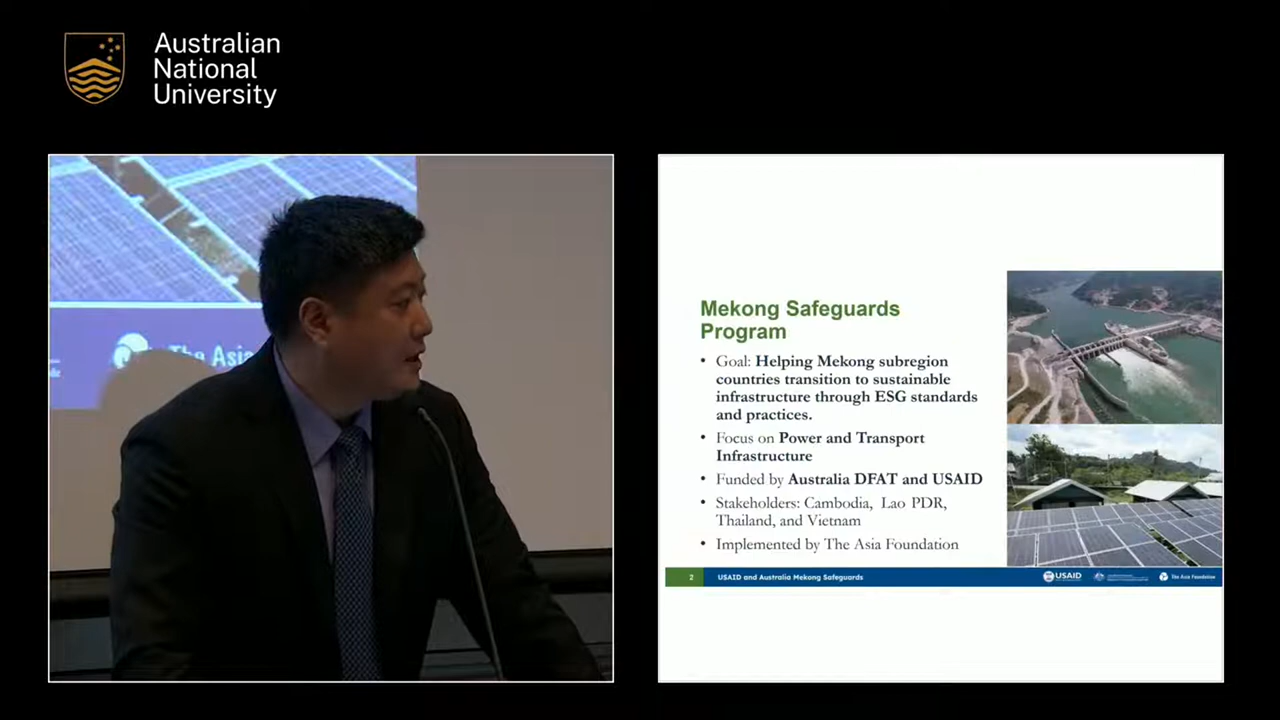 Australian
National
University
The Asia
Mekong Safeguards
Program
• Goal: Helping Mekong subregion
countries transition to sustainable
infrastructure through ESG standards
and practices.
• Focus on Power and Transport
Infrastructure
• Funded by Australia DFAT and USAID
• Stakeholders: Cambodia, Lao PDR,
Thailand, and Vietnam
• Implemented by The Asia Foundation
2 USAID and Australia Mekong Safeguards USAID The Asia Foundation